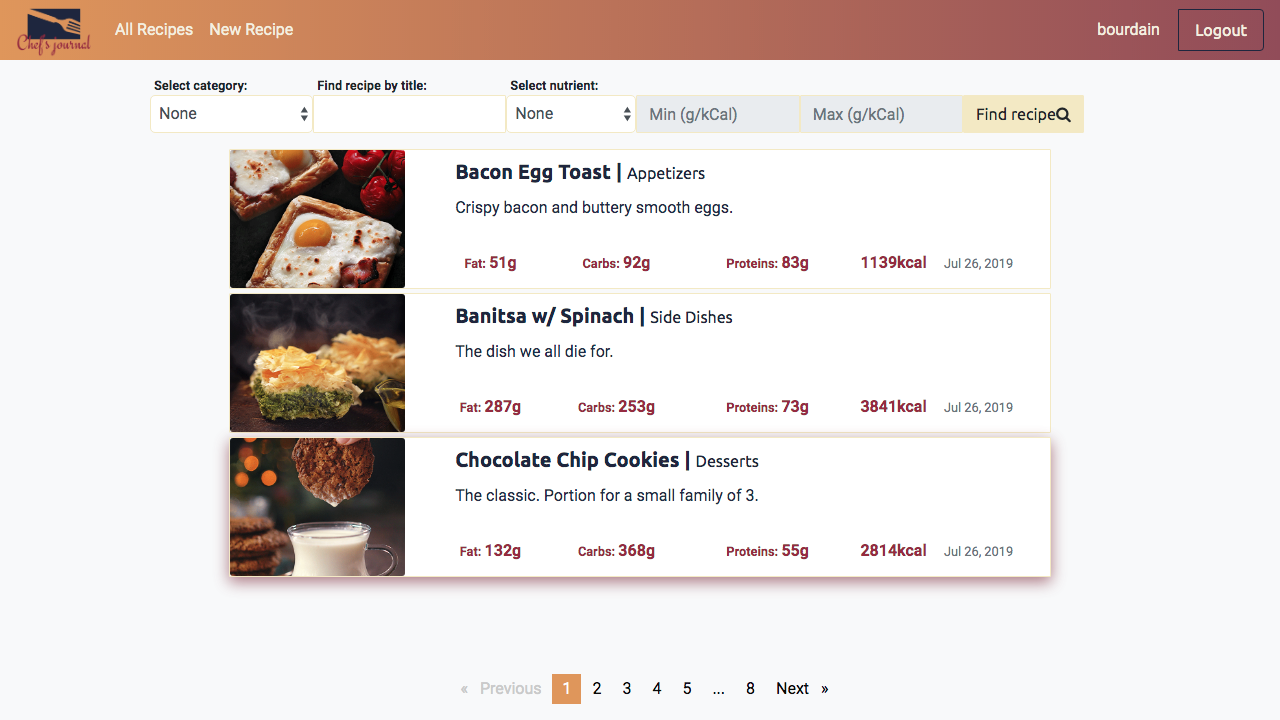 Chef's journal
All Recipes New Recipe bourdain Logout
Select category: Find recipe by title: Select nutrient:
None None Min (g/kCal) Max (g/kCal) Find recipe
Bacon Egg Toast | Appetizers
Crispy bacon and buttery smooth eggs.
Fat: 51g Carbs: 92g Proteins: 83g 1139kcal Jul 26, 2019
Banitsa w/ Spinach | Side Dishes
The dish we all die for.
Fat: 287g Carbs: 253g Proteins: 73g 3841kcal Jul 26, 2019
Chocolate Chip Cookies | Desserts
The classic. Portion for a small family of 3.
Fat: 132g Carbs: 368g Proteins: 55g 2814kcal Jul 26, 2019
« Previous 1 2 3 4 5 ... 8 Next »